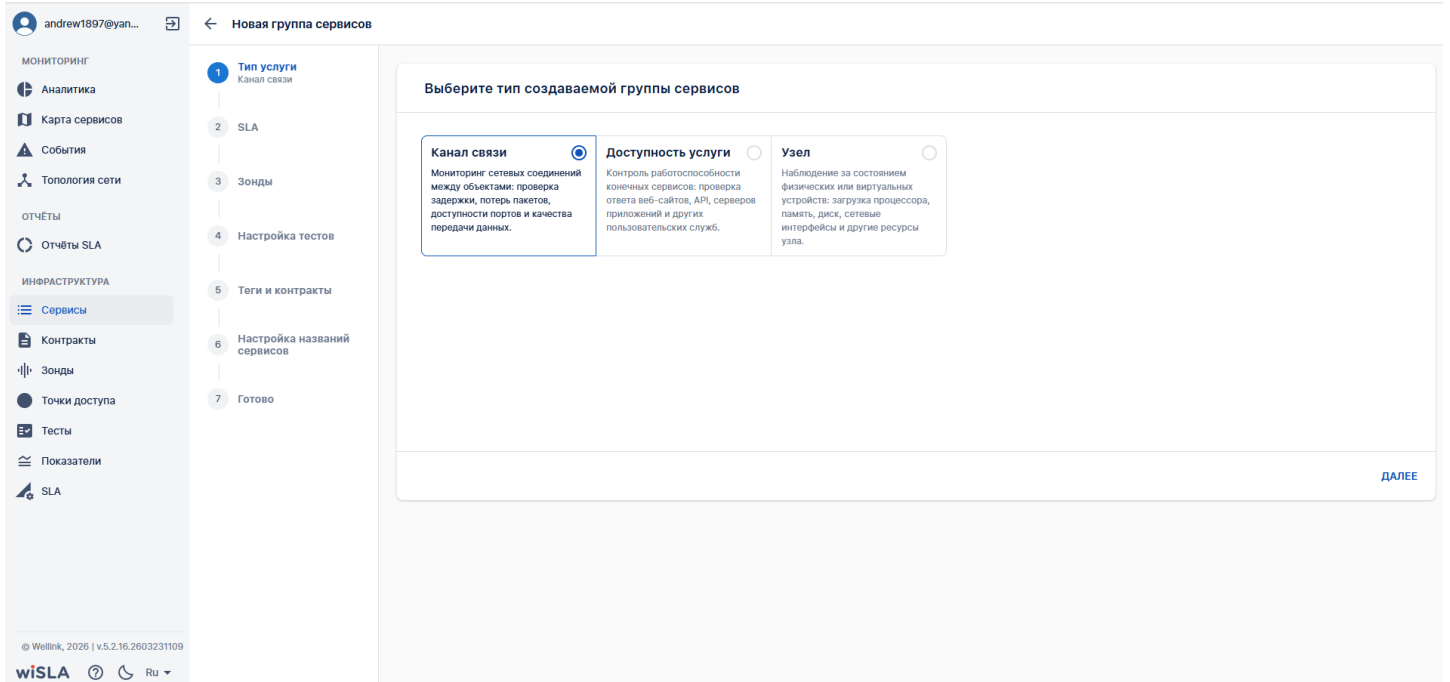 andrew1897@yan...
МОНИТОРИНГ
Аналитика
Карта сервисов
События
Топология сети
ОТЧЁТЫ
Отчёты SLA
ИНФРАСТРУКТУРА
Сервисы
Контракты
Зонды
Точки доступа
Тесты
Показатели
SLA
© Wellink, 2026 | v.5.2.16.2603231109
wiSLA
Ru
Новая группа сервисов
1 Тип услуги
Канал связи
2 SLA
3 Зонды
4 Настройка тестов
5 Теги и контракты
6 Настройка названий
сервисов
7 Готово
Выберите тип создаваемой группы сервисов
Канал связи
Мониторинг сетевых соединений
между объектами: проверка
задержки, потерь пакетов,
доступности портов и качества
передачи данных.
Доступность услуги
Контроль работоспособности
конечных сервисов: проверка
ответа веб-сайтов, API, серверов
приложений и других
пользовательских служб.
Узел
Наблюдение за состоянием
физических или виртуальных
устройств: загрузка процессора,
память, диск, сетевые
интерфейсы и другие ресурсы
узла.
ДАЛЕЕ